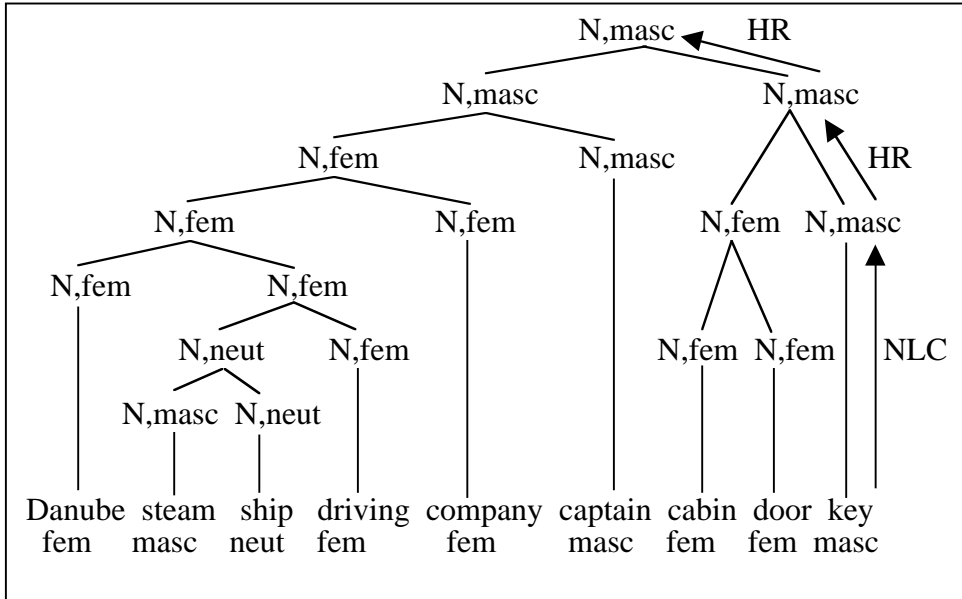 N,masc HR
N,masc N,masc
N,fem N,masc HR
N,fem N,fem N,fem N,masc
N,fem N,fem
N,neut N,fem N,fem N,fem NLC
N,masc N,neut
Danube steam ship driving company captain cabin door key
fem masc neut fem fem masc fem fem masc